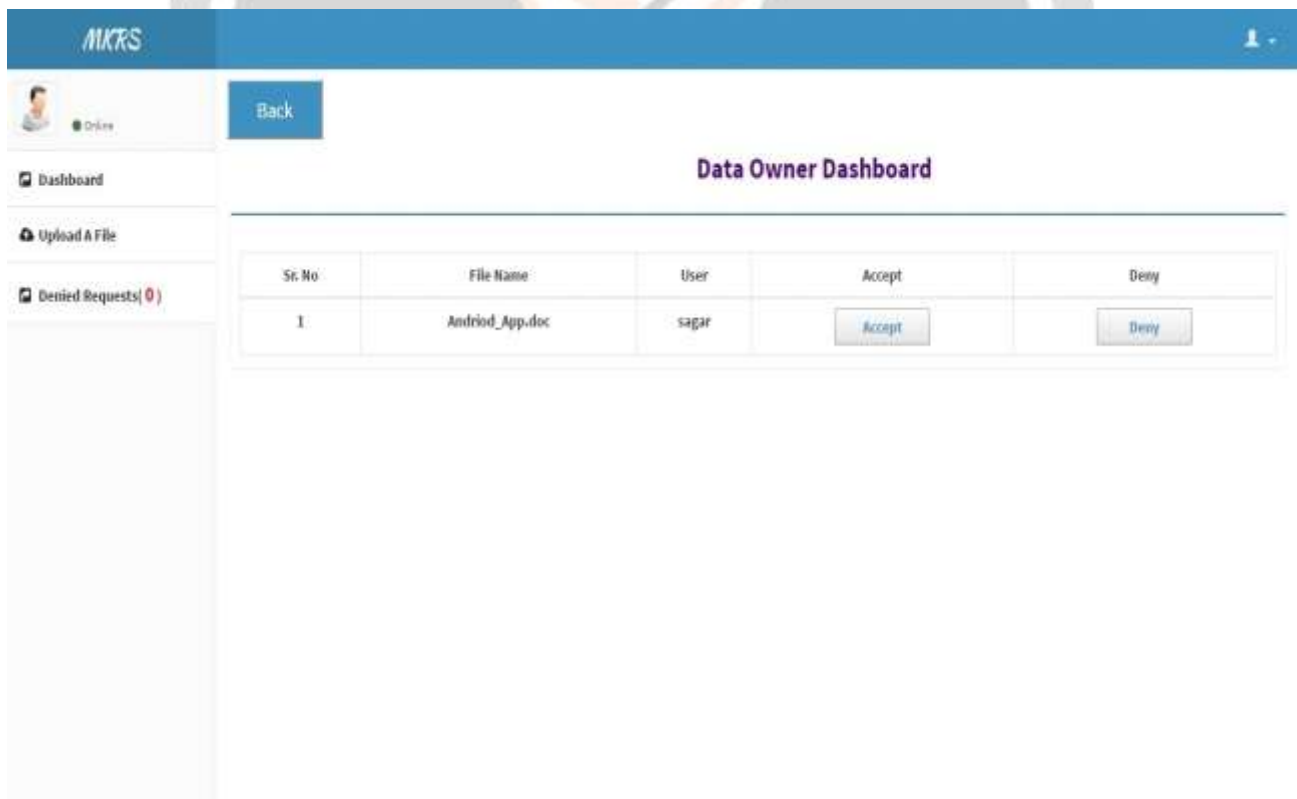 MKRS
Online
Back
Data Owner Dashboard
Dashboard
Upload A File
Denied Requests( 0 )
Sr. No File Name User Accept Deny
1 Andriod_App.doc sagar Accept Deny